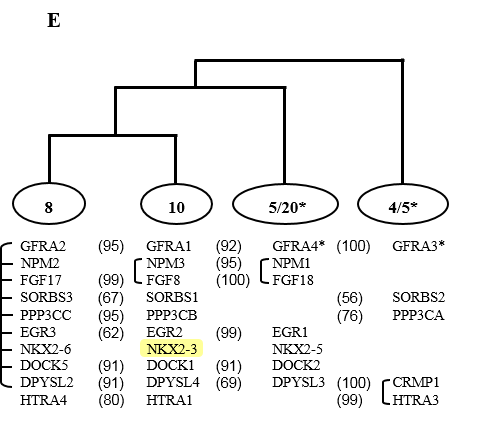 E
8 10 5/20* 4/5*
GFRA2 (95) GFRA1 (92) GFRA4* (100) GFRA3*
NPM2 NPM3 (95) NPM1
FGF17 (99) FGF8 (100) FGF18
SORBS3 (67) SORBS1 (56) SORBS2
PPP3CC (95) PPP3CB (76) PPP3CA
EGR3 (62) EGR2 (99) EGR1
NKX2-6 NKX2-3 NKX2-5
DOCK5 (91) DOCK1 (91) DOCK2
DPYSL2 (91) DPYSL4 (69) DPYSL3 (100) CRMP1
HTRA4 (80) HTRA1 (99) HTRA3